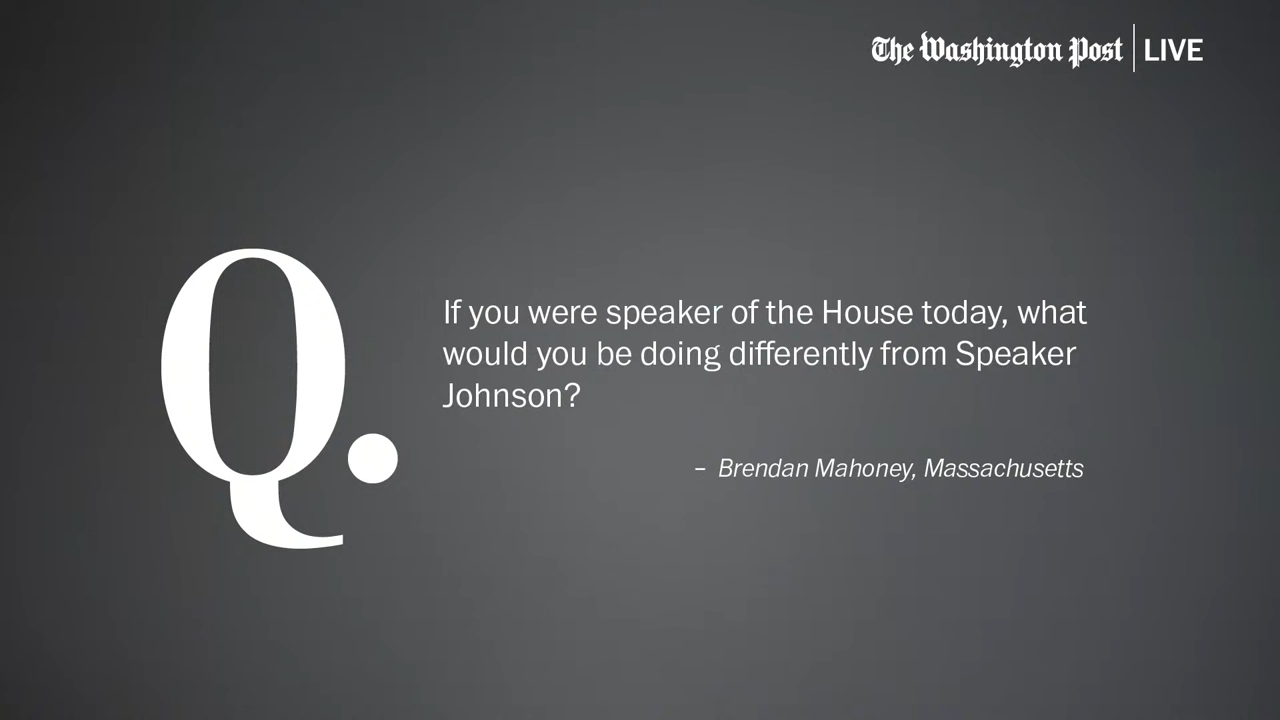 The Washington Post | LIVE
Q.
If you were speaker of the House today, what
would you be doing differently from Speaker
Johnson?
– Brendan Mahoney, Massachusetts